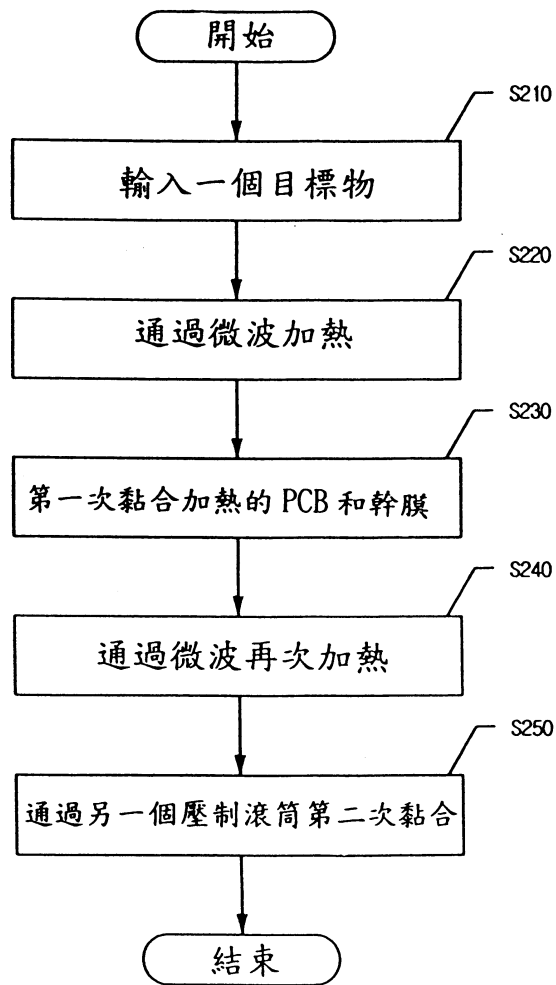 開始
S210
輸入一個目標物
S220
通過微波加熱
S230
第一次黏合加熱的 PCB 和幹膜
S240
通過微波再次加熱
S250
通過另一個壓制滾筒第二次黏合
結束